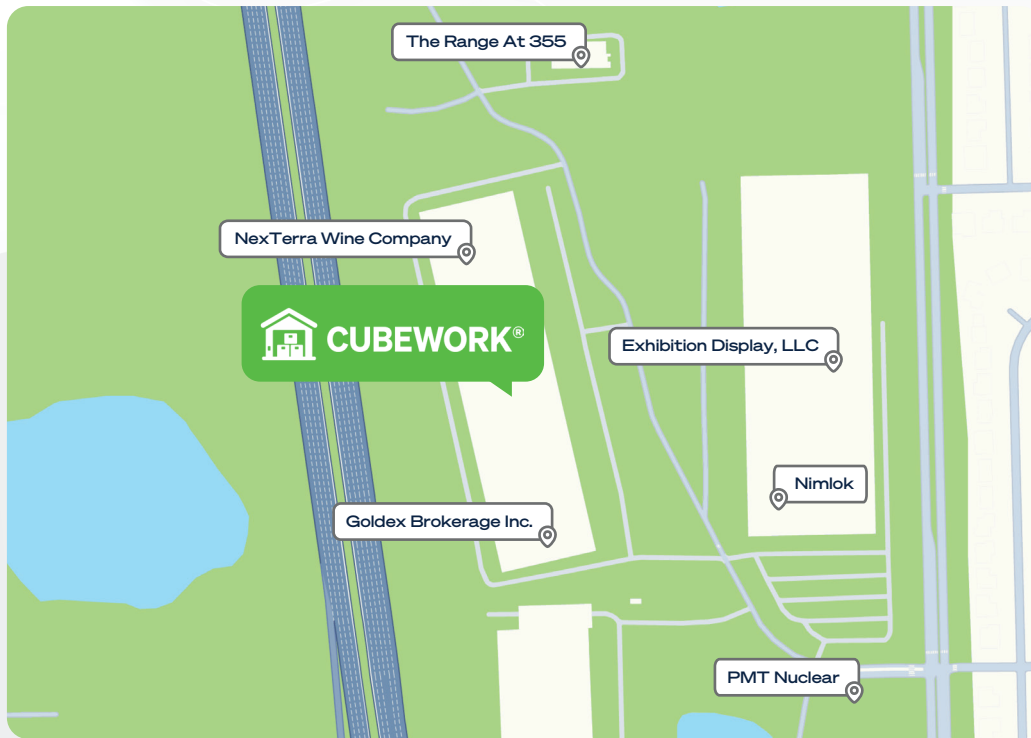 The Range At 355
NexTerra Wine Company
CUBEWORK®
Exhibition Display, LLC
Nimlok
Goldex Brokerage Inc.
PMT Nuclear